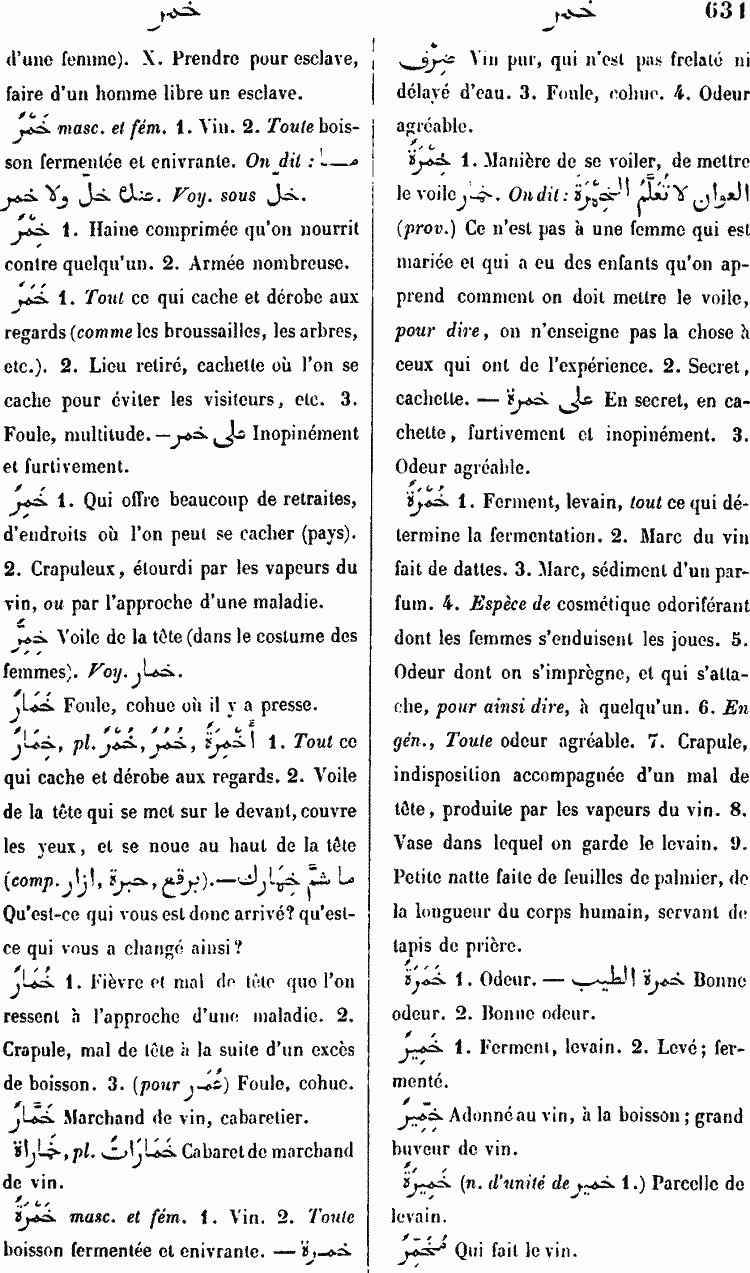 خمر
خمر
631
d'une femme). X. Prendre pour esclave,
faire d'un homme libre un esclave.
خَمْرٌ masc. et fém. 1. Vin. 2. Toute bois-
son fermentée et enivrante. On dit : ما
عنك خلّ ولا خمر. Voy. sous خل.
خِمْرٌ 1. Haine comprimée qu'on nourrit
contre quelqu'un. 2. Armée nombreuse.
خَمَرٌ 1. Tout ce qui cache et dérobe aux
regards (comme les broussailles, les arbres,
etc.). 2. Lieu retiré, cachette où l'on se
cache pour éviter les visiteurs, etc. 3.
Foule, multitude. — على خمر Inopinément
et furtivement.
خَمِرٌ 1. Qui offre beaucoup de retraites,
d'endroits où l'on peut se cacher (pays).
2. Crapuleux, étourdi par les vapeurs du
vin, ou par l'approche d'une maladie.
خِمِرٌّ Voile de la tête (dans le costume des
femmes). Voy. خمار.
خَمَارٌ Foule, cohue où il y a presse.
خِمَارٌ, pl. خُمْرٌ, خُمُرٌ, أَخْمِرَةٌ 1. Tout ce
qui cache et dérobe aux regards. 2. Voile
de la tête qui se met sur le devant, couvre
les yeux, et se noue au haut de la tête
(comp. ازار, حبرة, برقع).— ما شمّ خِمَارك
Qu'est-ce qui vous est donc arrivé? qu'est-
ce qui vous a changé ainsi?
خُمَارٌ 1. Fièvre et mal de tête que l'on
ressent à l'approche d'une maladie. 2.
Crapule, mal de tête à la suite d'un excès
de boisson. 3. (pour غُمَار) Foule, cohue.
خَمَّارٌ Marchand de vin, cabaretier.
خَمَّارة, pl. خَمَّارَات Cabaret de marchand
de vin.
خَمْرَةٌ masc. et fém. 1. Vin. 2. Toute
boisson fermentée et enivrante. — خمرة
صِرْف Vin pur, qui n'est pas frelaté ni
délayé d'eau. 3. Foule, cohue. 4. Odeur
agréable.
خِمْرَةٌ 1. Manière de se voiler, de mettre
le voile خمار. On dit : العوان لا تُعَلَّمُ الخِمْرَةَ
(prov.) Ce n'est pas à une femme qui est
mariée et qui a eu des enfants qu'on ap-
prend comment on doit mettre le voile,
pour dire, on n'enseigne pas la chose à
ceux qui ont de l'expérience. 2. Secret,
cachette. — على خمرة En secret, en ca-
chette, furtivement et inopinément. 3.
Odeur agréable.
خُمْرَةٌ 1. Ferment, levain, tout ce qui dé-
termine la fermentation. 2. Marc du vin
fait de dattes. 3. Marc, sédiment d'un par-
fum. 4. Espèce de cosmétique odoriférant
dont les femmes s'enduisent les joues. 5.
Odeur dont on s'imprègne, et qui s'atta-
che, pour ainsi dire, à quelqu'un. 6. En
gén., Toute odeur agréable. 7. Crapule,
indisposition accompagnée d'un mal de
tête, produite par les vapeurs du vin. 8.
Vase dans lequel on garde le levain. 9.
Petite natte faite de feuilles de palmier, de
la longueur du corps humain, servant de
tapis de prière.
خَمَرَةٌ 1. Odeur. — خمرة الطيب Bonne
odeur. 2. Bonne odeur.
خَمِيرٌ 1. Ferment, levain. 2. Levé; fer-
menté.
خِمِّيرٌ Adonné au vin, à la boisson; grand
buveur de vin.
خَمِيرَةٌ (n. d'unité de خمير 1.) Parcelle de
levain.
مُخَمِّرٌ Qui fait le vin.